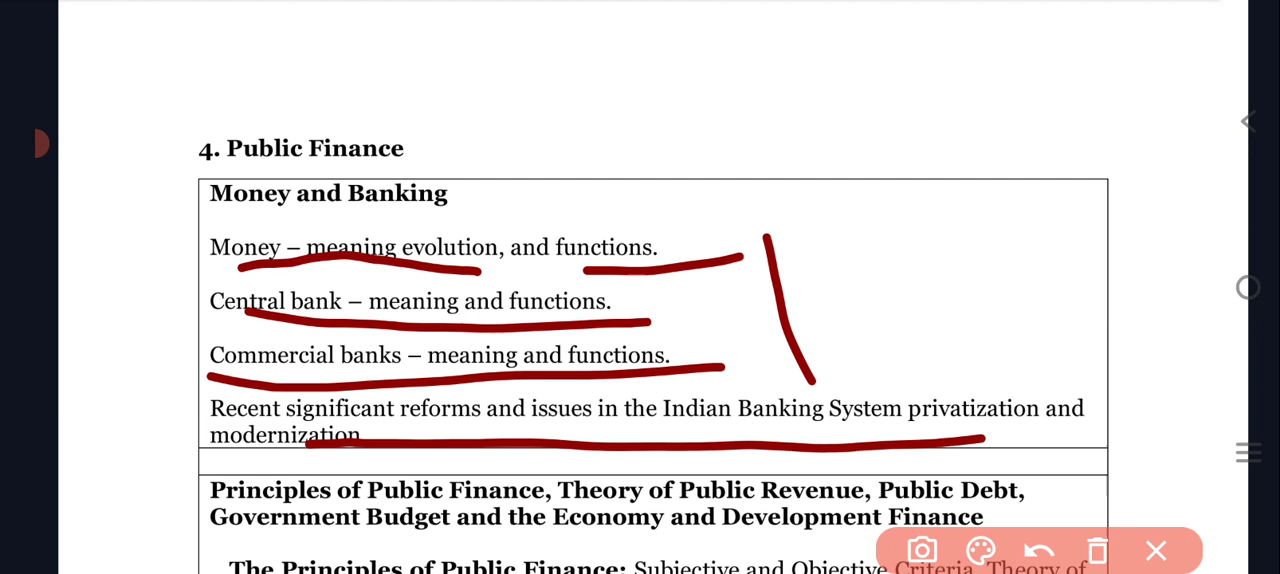 4. Public Finance
Money and Banking
Money – meaning evolution, and functions.
Central bank – meaning and functions.
Commercial banks – meaning and functions.
Recent significant reforms and issues in the Indian Banking System privatization and
modernization
Principles of Public Finance, Theory of Public Revenue, Public Debt,
Government Budget and the Economy and Development Finance
The Principles of Public Finance: Subjective and Objective Criteria, Theory of